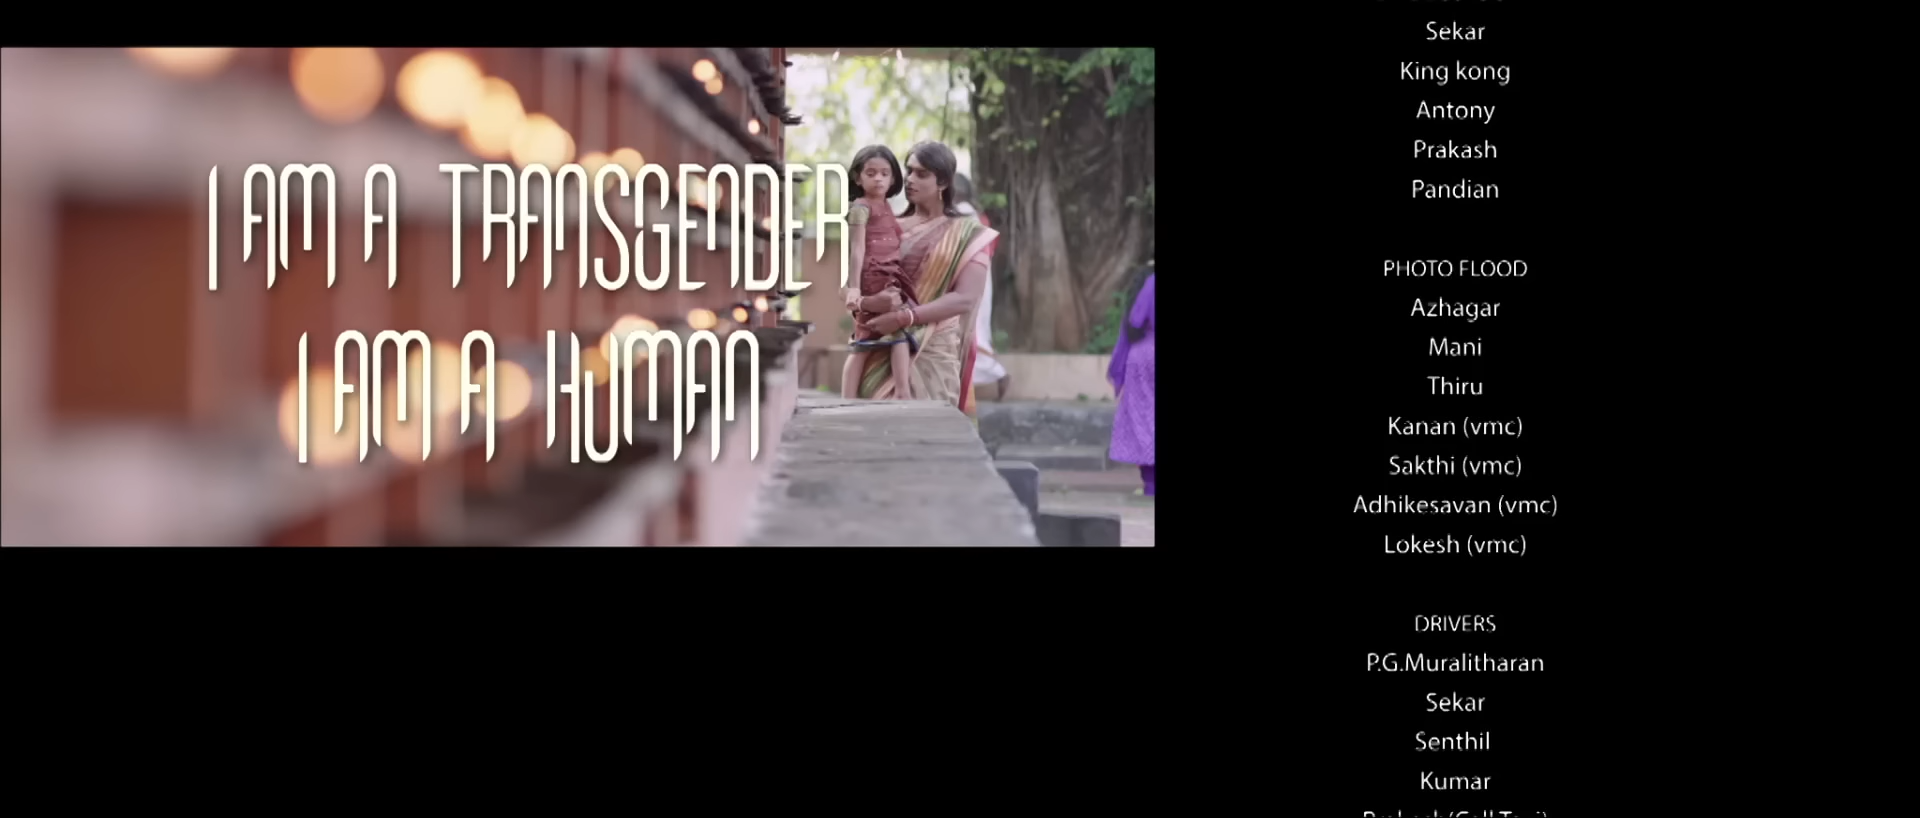 I AM A TRANSGENDER
I AM A HUMAN
Sekar
King kong
Antony
Prakash
Pandian
PHOTO FLOOD
Azhagar
Mani
Thiru
Kanan (vmc)
Sakthi (vmc)
Adhikesavan (vmc)
Lokesh (vmc)
DRIVERS
P.G.Muralitharan
Sekar
Senthil
Kumar